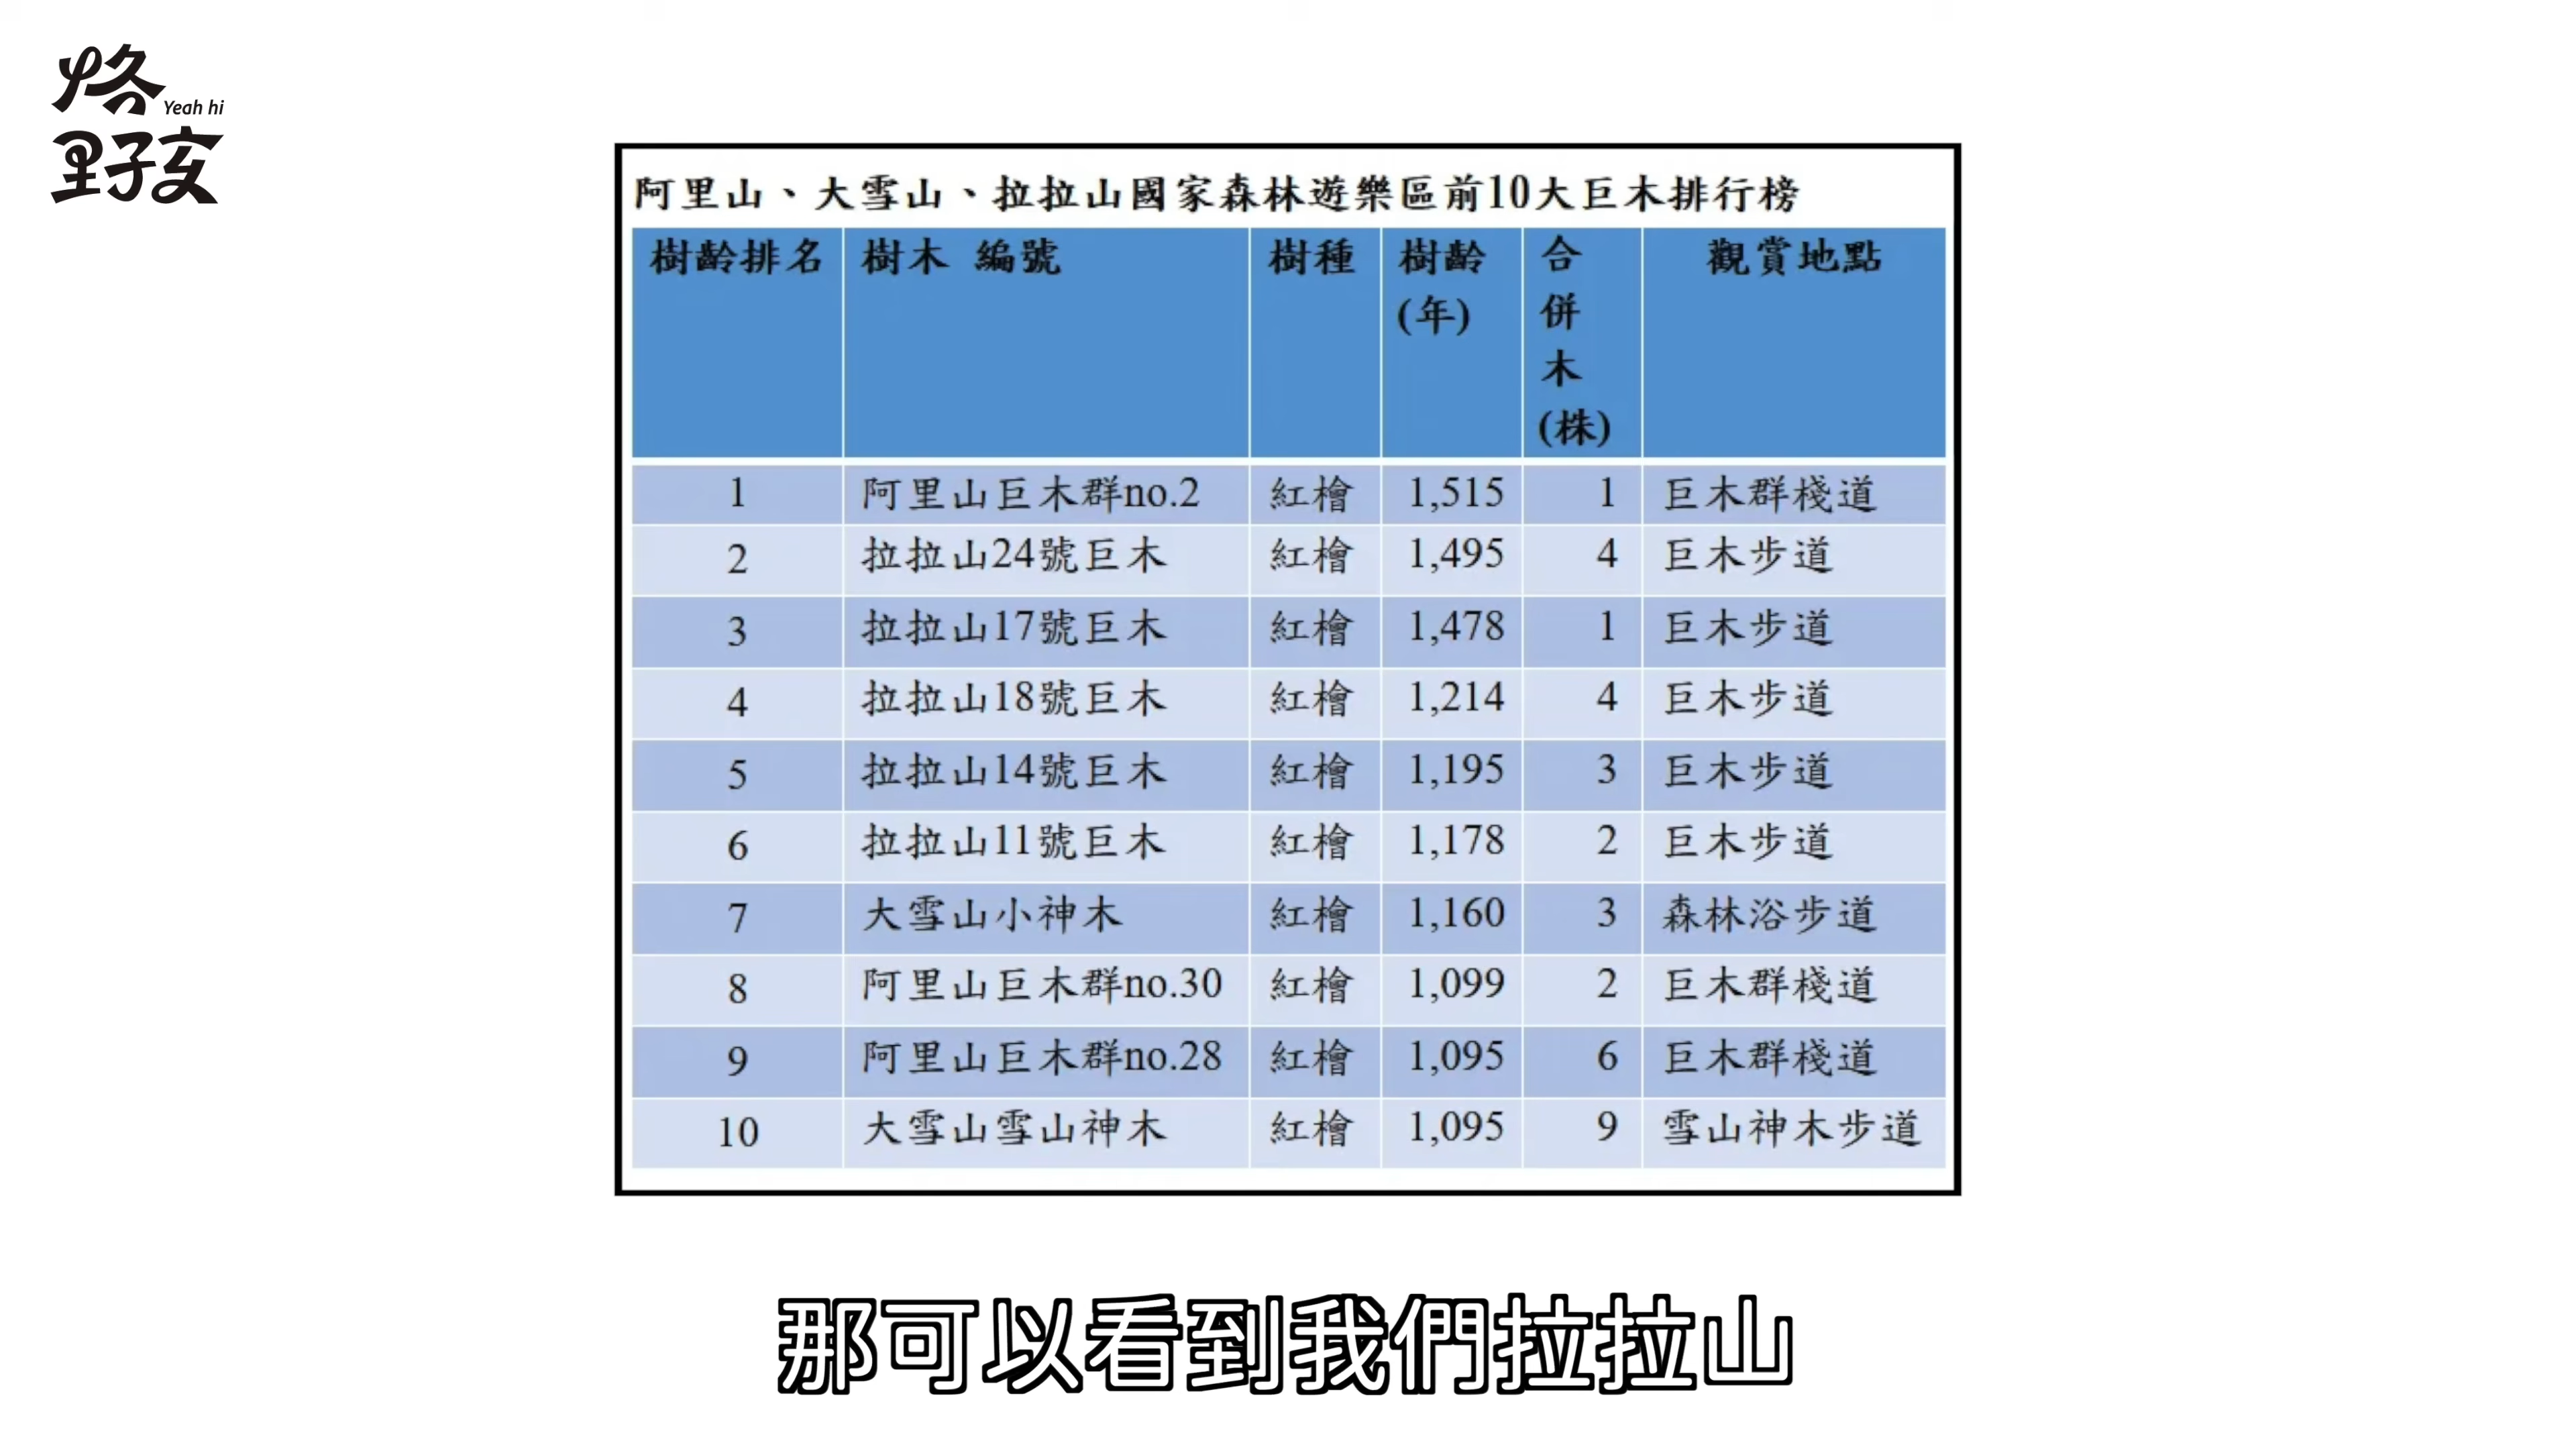 烙
Yeah hi
野孩
阿里山、大雪山、拉拉山國家森林遊樂區前10大巨木排行榜
樹齡排名 樹木 編號 樹種 樹齡(年) 合併木(株) 觀賞地點
1 阿里山巨木群no.2 紅檜 1,515 1 巨木群棧道
2 拉拉山24號巨木 紅檜 1,495 4 巨木步道
3 拉拉山17號巨木 紅檜 1,478 1 巨木步道
4 拉拉山18號巨木 紅檜 1,214 4 巨木步道
5 拉拉山14號巨木 紅檜 1,195 3 巨木步道
6 拉拉山11號巨木 紅檜 1,178 2 巨木步道
7 大雪山小神木 紅檜 1,160 3 森林浴步道
8 阿里山巨木群no.30 紅檜 1,099 2 巨木群棧道
9 阿里山巨木群no.28 紅檜 1,095 6 巨木群棧道
10 大雪山雪山神木 紅檜 1,095 9 雪山神木步道
那可以看到我們拉拉山